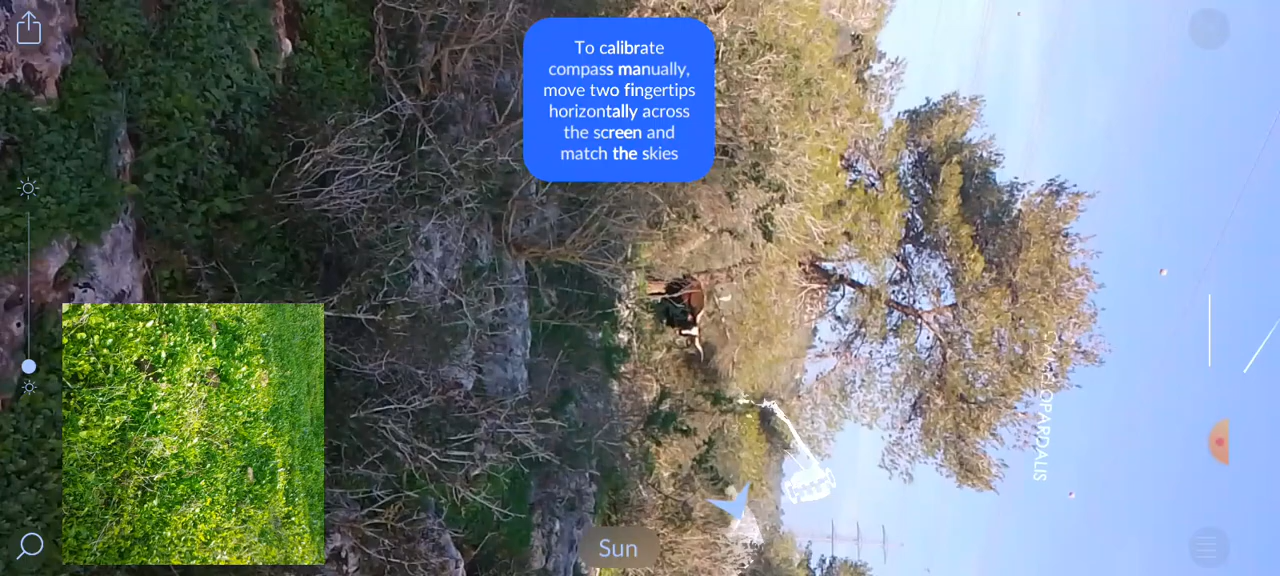 To calibrate
compass manually,
move two fingertips
horizontally across
the screen and
match the skies
Sun